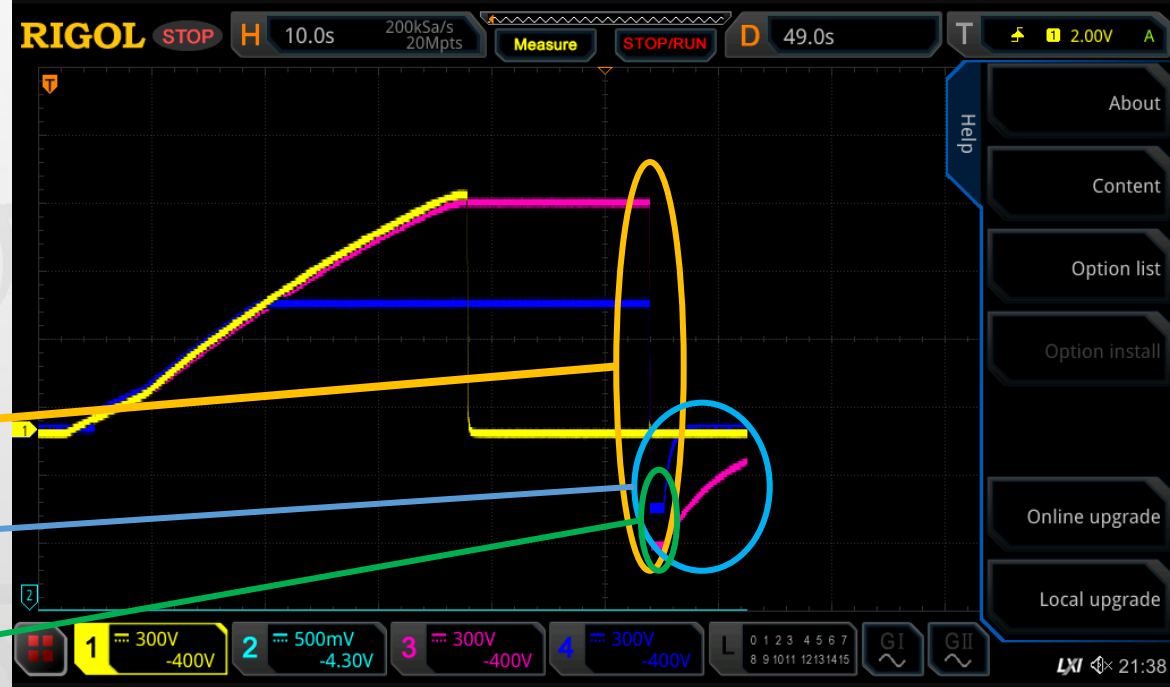 RIGOL STOP H 10.0s 200kSa/s 20Mpts Measure STOP/RUN D 49.0s T 1 2.00V A
T
Help
About
Content
Option list
Option install
1
2
Online upgrade
Local upgrade
1 300V -400V
2 500mV -4.30V
3 300V -400V
4 300V -400V
L 0 1 2 3 4 5 6 7
8 9 10 11 12 13 14 15
GI GII
LXI 21:38